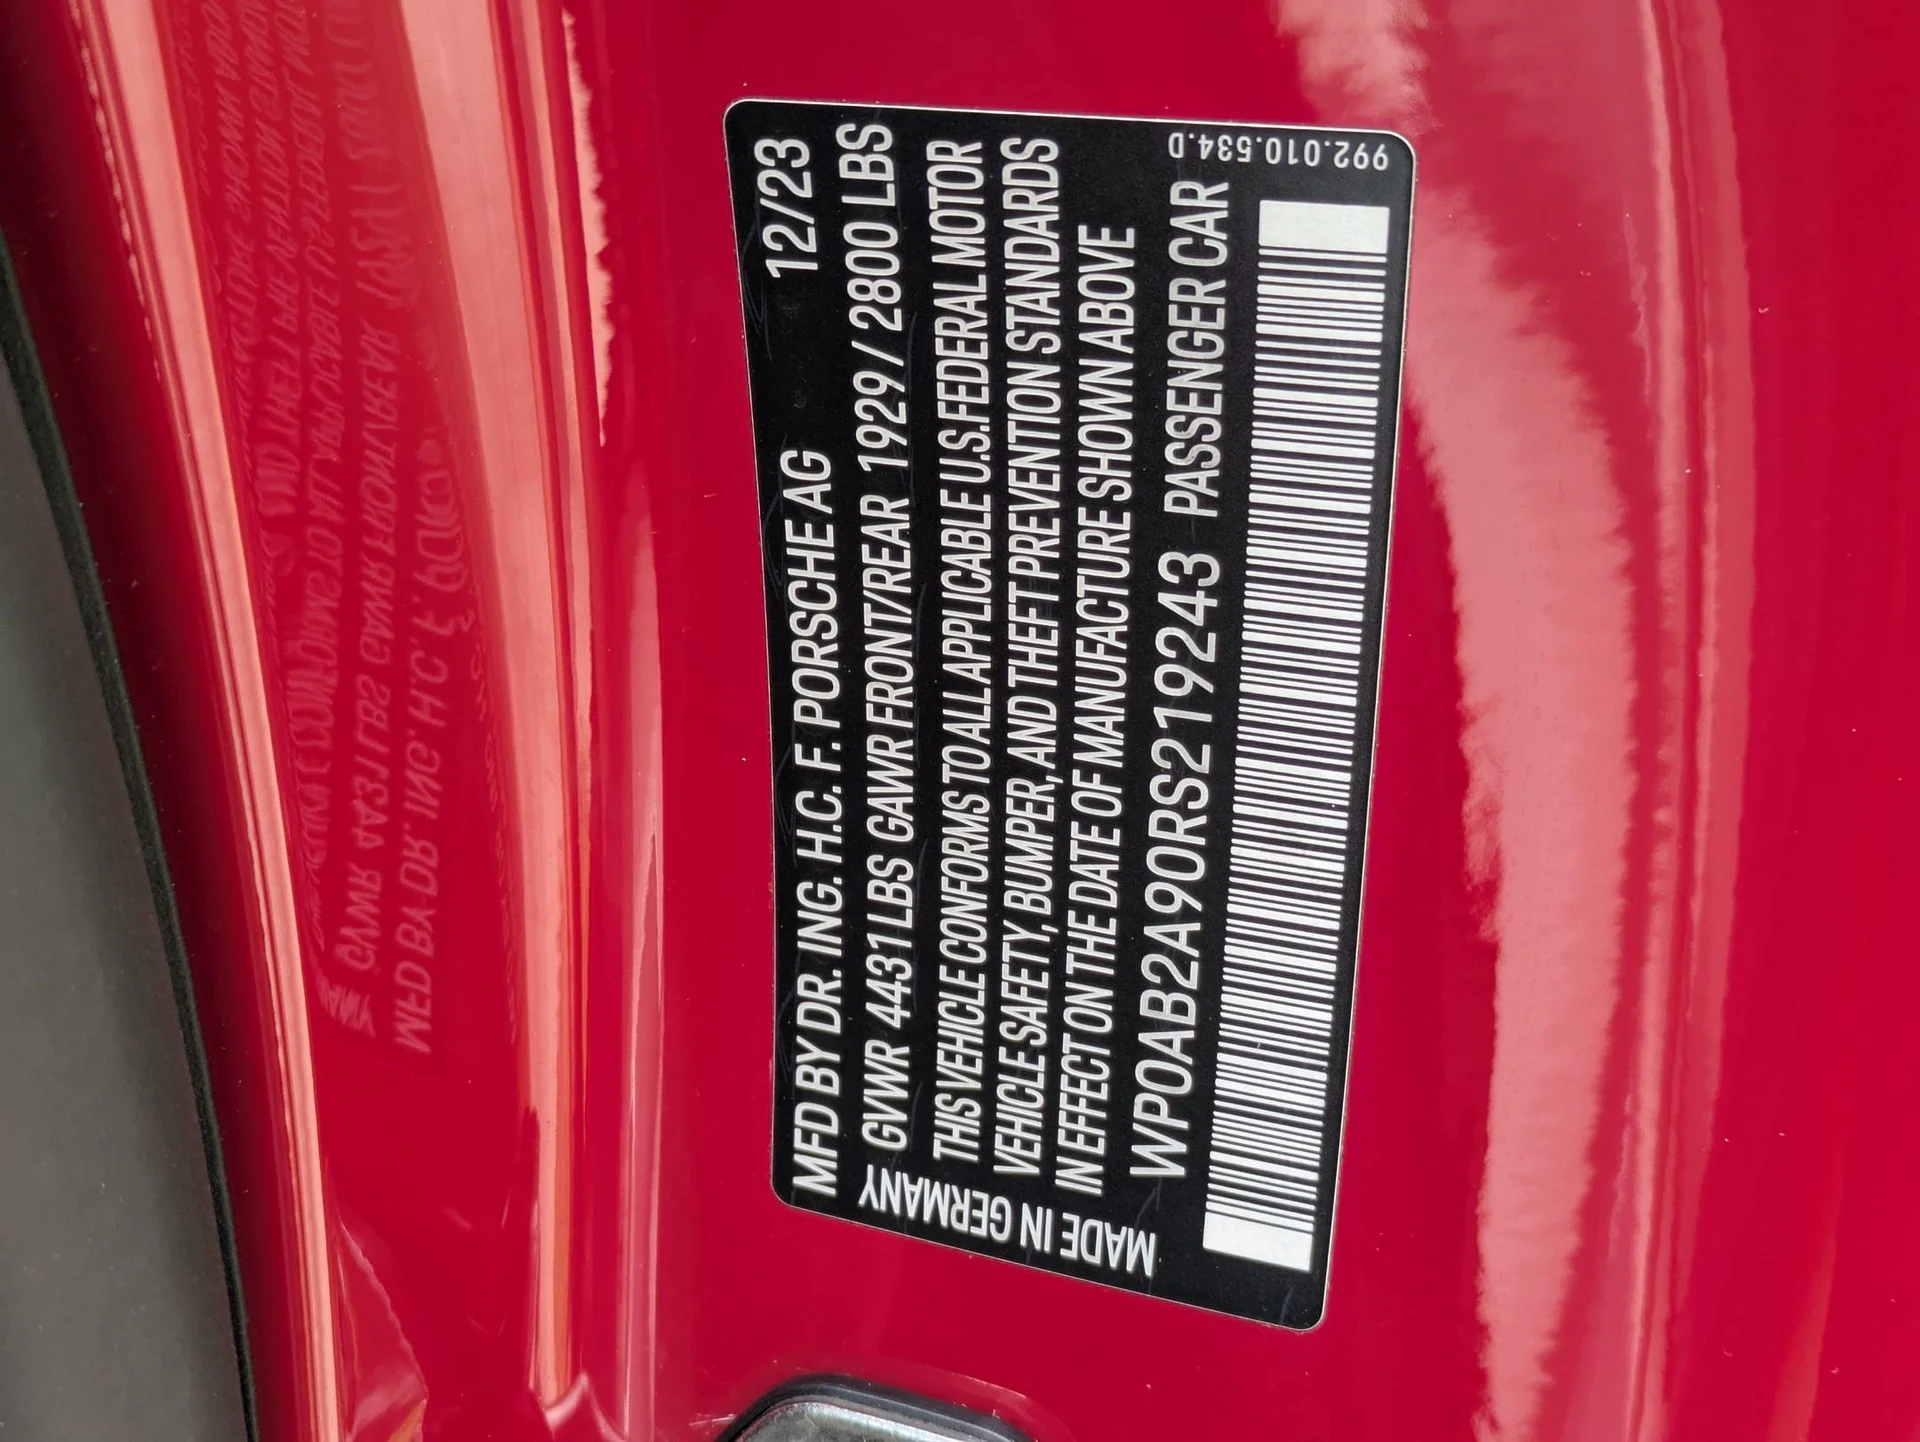 MFD BY DR. ING. H.C. F. PORSCHE AG 12/23
GVWR 4431 LBS GAWR FRONT/REAR 1929 / 2800 LBS
THIS VEHICLE CONFORMS TO ALL APPLICABLE U.S. FEDERAL MOTOR
VEHICLE SAFETY, BUMPER, AND THEFT PREVENTION STANDARDS
IN EFFECT ON THE DATE OF MANUFACTURE SHOWN ABOVE
WP0AB2A90RS219243 PASSENGER CAR
MADE IN GERMANY
992.010.534.D